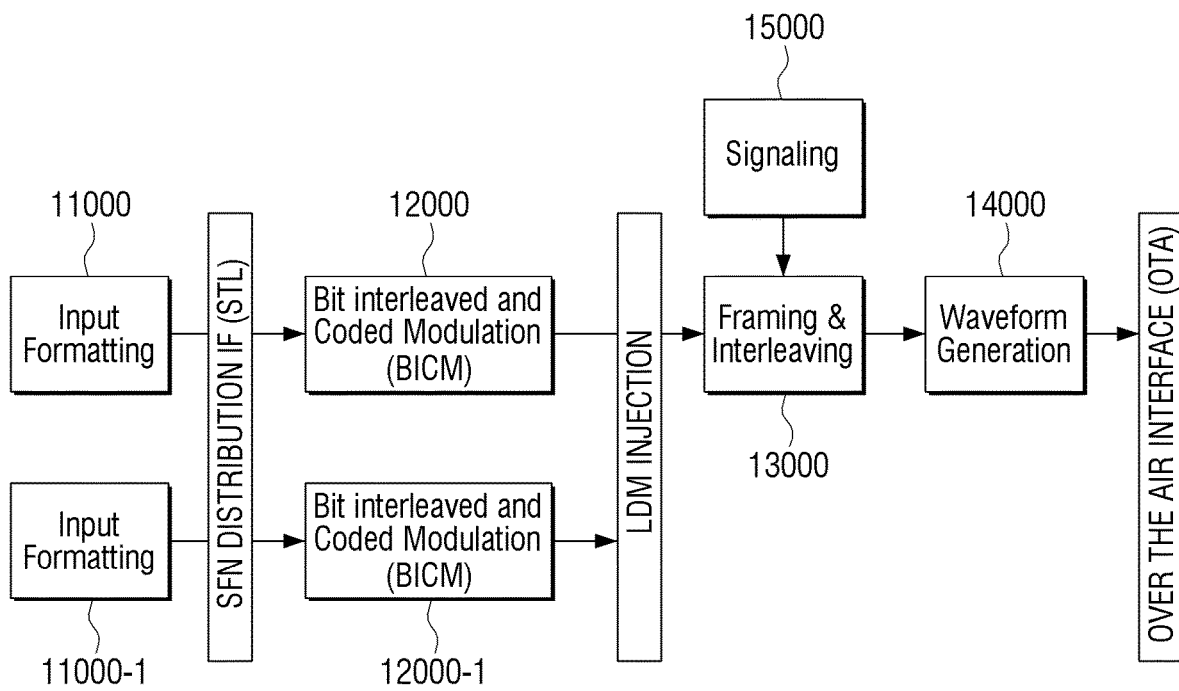 15000
Signaling
11000
12000
14000
Input
Formatting
SFN DISTRIBUTION IF (STL)
Bit interleaved and
Coded Modulation
(BICM)
LDM INJECTION
Framing &
Interleaving
Waveform
Generation
OVER THE AIR INTERFACE (OTA)
13000
Input
Formatting
Bit interleaved and
Coded Modulation
(BICM)
11000-1
12000-1